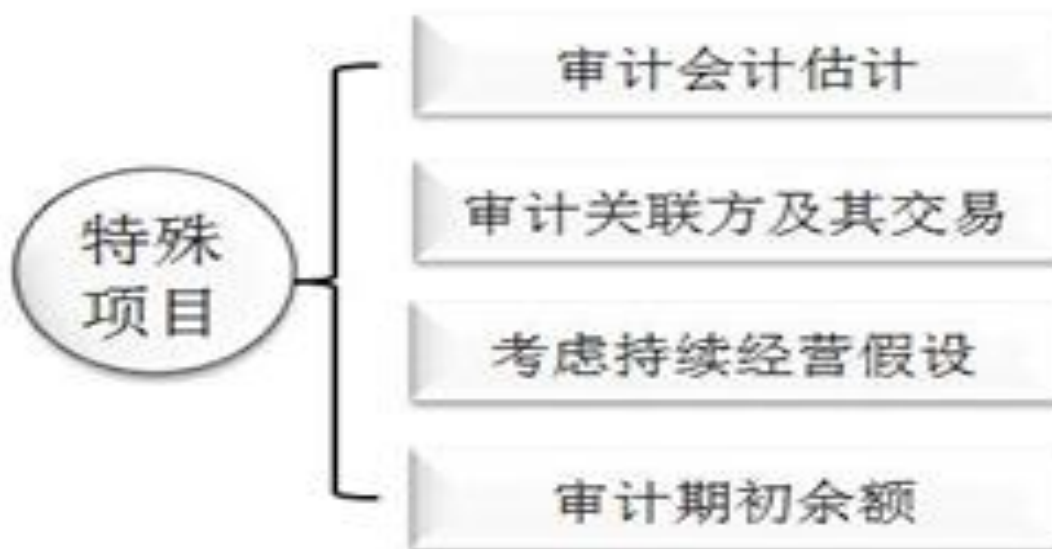 特殊
项目
审计会计估计
审计关联方及其交易
考虑持续经营假设
审计期初余额